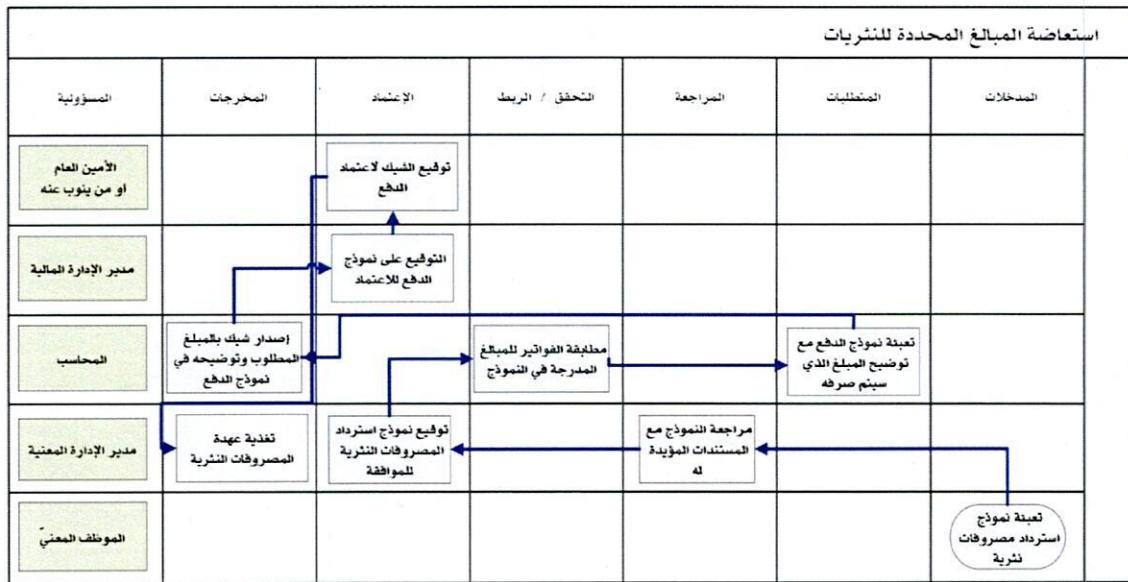 استعاضة المبالغ المحددة للنثريات
المدخلات
المتطلبات
المراجعة
التحقق / الربط
الإعتماد
المخرجات
المسؤولية
توقيع الشيك لاعتماد
الدفع
الأمين العام
او من ينوب عنه
التوقيع على نموذج
الدفع للاعتماد
مدير الإدارة المالية
تعبئة نموذج الدفع مع
توضيح المبلغ الذي
سيتم صرفه
مطابقة الفواتير للمبالغ
المدرجة في النموذج
إصدار شيك بالمبلغ
المطلوب وتوضيحه في
نموذج الدفع
المحاسب
مراجعة النموذج مع
المستندات المؤيدة
له
توقيع نموذج استرداد
المصروفات النثرية
للموافقة
تغذية عهدة
المصروفات النثرية
مدير الإدارة المعنية
تعبئة نموذج
استرداد مصروفات
نثرية
الموظف المعنيّ